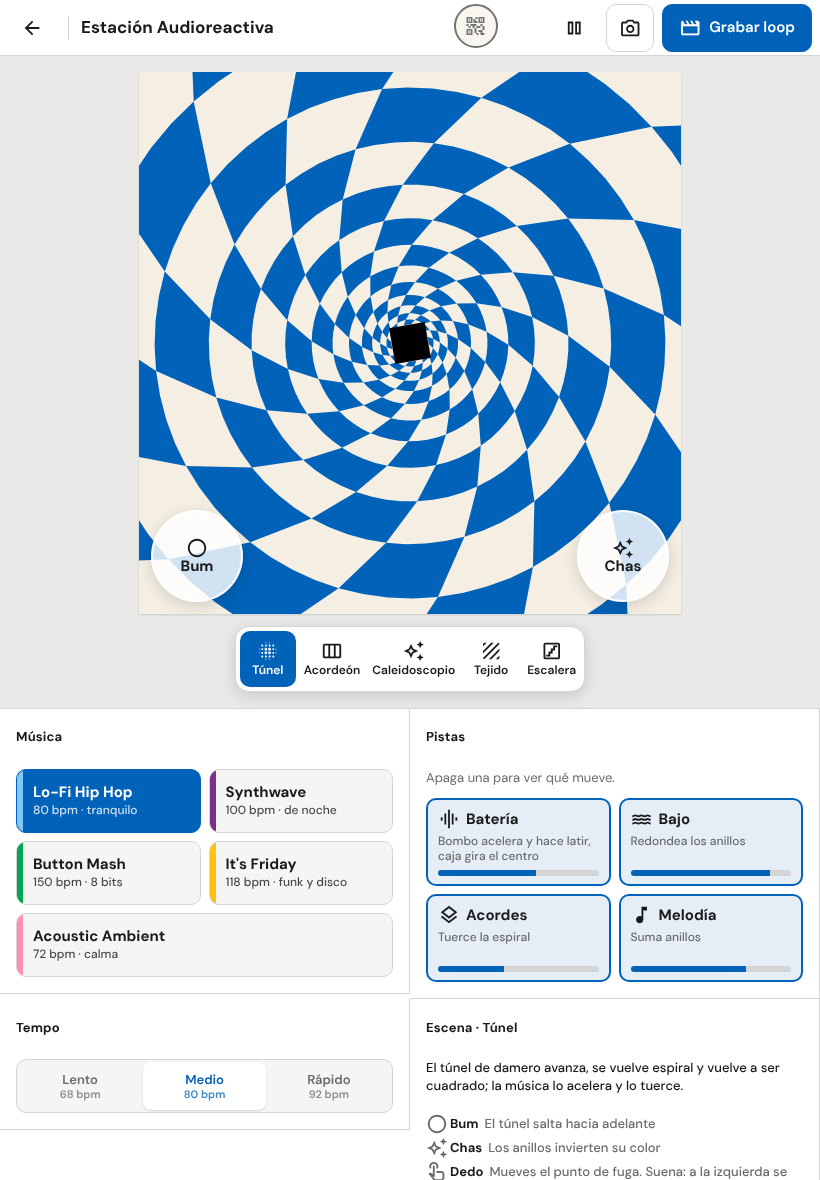 Estación Audioreactiva
Grabar loop
Bum
Chas
Túnel
Acordeón
Caleidoscopio
Tejido
Escalera
Música
Lo-Fi Hip Hop
80 bpm · tranquilo
Synthwave
100 bpm · de noche
Button Mash
150 bpm · 8 bits
It's Friday
118 bpm · funk y disco
Acoustic Ambient
72 bpm · calma
Tempo
Lento
68 bpm
Medio
80 bpm
Rápido
92 bpm
Pistas
Apaga una para ver qué mueve.
Batería
Bombo acelera y hace latir,
caja gira el centro
Bajo
Redondea los anillos
Acordes
Tuerce la espiral
Melodía
Suma anillos
Escena · Túnel
El túnel de damero avanza, se vuelve espiral y vuelve a ser
cuadrado; la música lo acelera y lo tuerce.
Bum El túnel salta hacia adelante
Chas Los anillos invierten su color
Dedo Mueves el punto de fuga. Suena: a la izquierda se